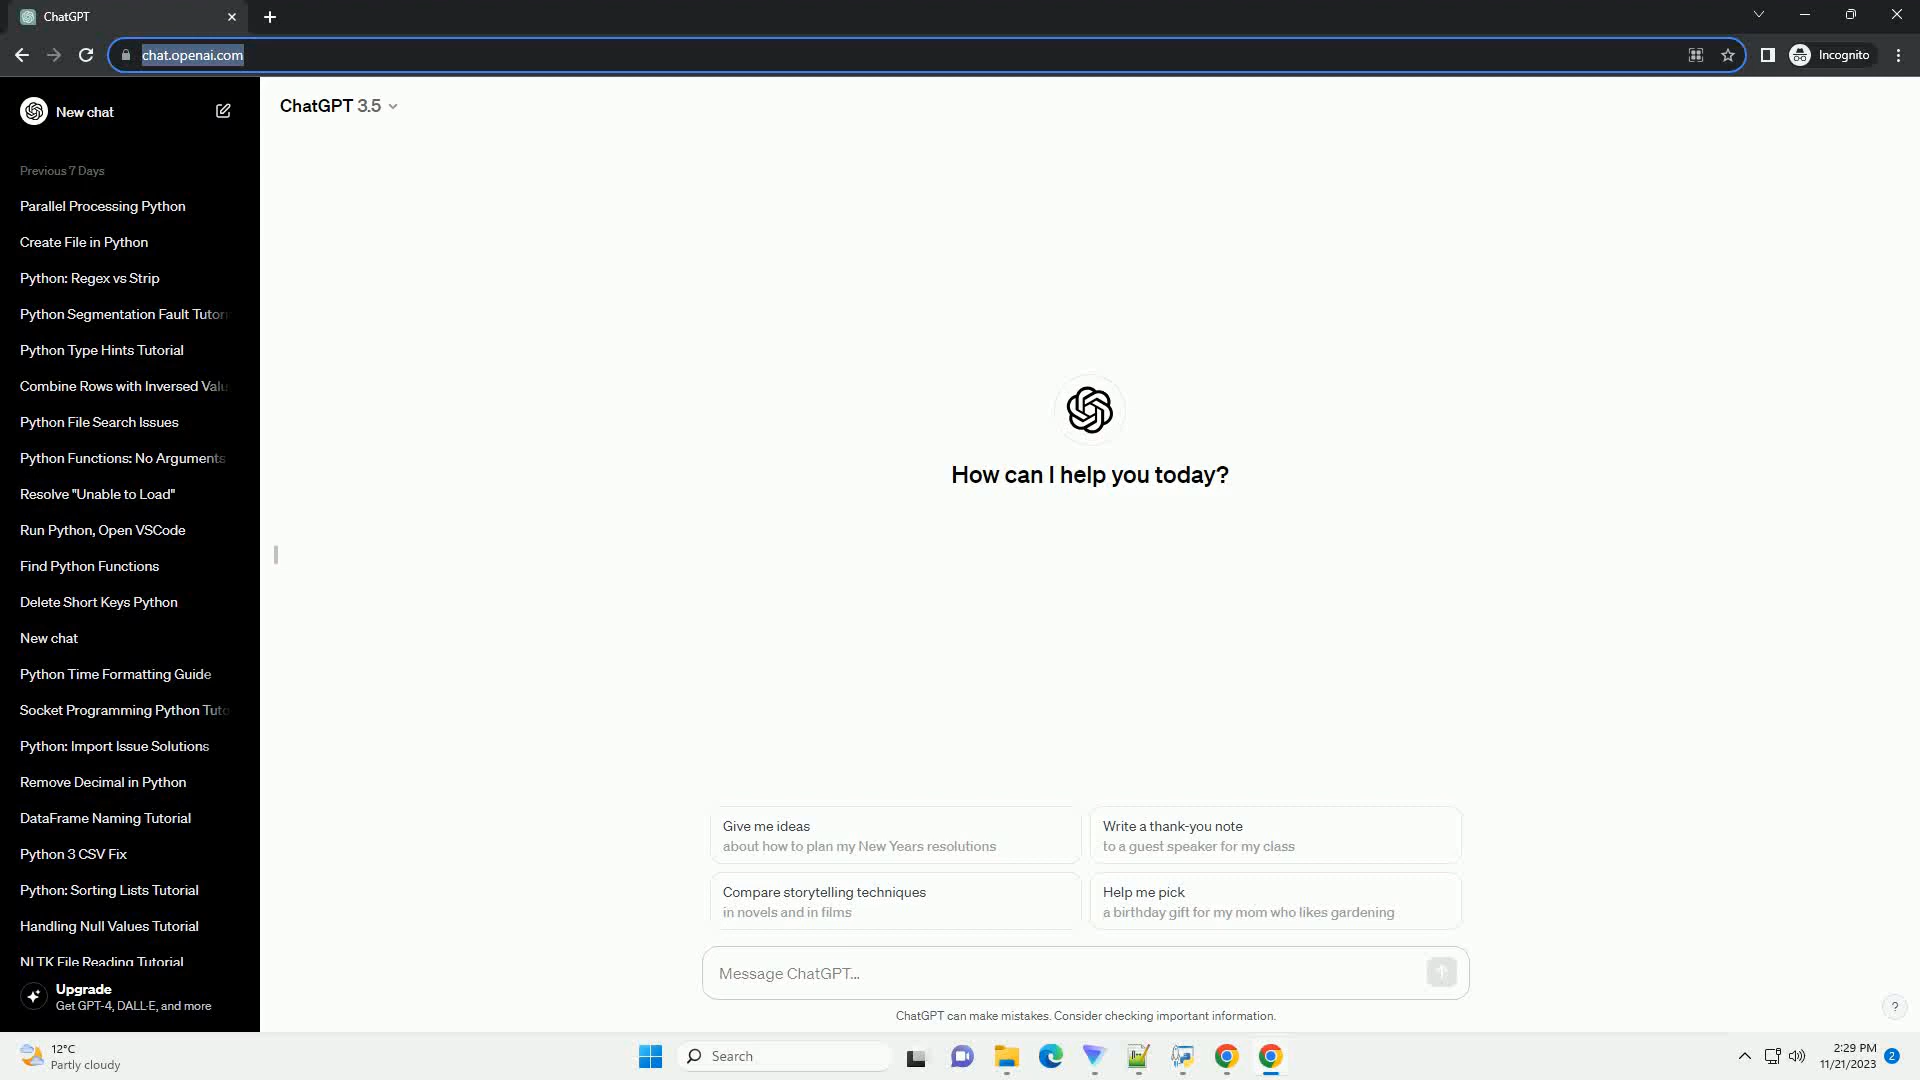 ChatGPT
chat.openai.com
Incognito
New chat
ChatGPT 3.5
Previous 7 Days
Parallel Processing Python
Create File in Python
Python: Regex vs Strip
Python Segmentation Fault Tutori
Python Type Hints Tutorial
Combine Rows with Inversed Valu
Python File Search Issues
Python Functions: No Arguments
Resolve "Unable to Load"
Run Python, Open VSCode
Find Python Functions
Delete Short Keys Python
New chat
Python Time Formatting Guide
Socket Programming Python Tuto
Python: Import Issue Solutions
Remove Decimal in Python
DataFrame Naming Tutorial
Python 3 CSV Fix
Python: Sorting Lists Tutorial
Handling Null Values Tutorial
NLTK File Reading Tutorial
Upgrade
Get GPT-4, DALL·E, and more
How can I help you today?
Give me ideas
about how to plan my New Years resolutions
Write a thank-you note
to a guest speaker for my class
Compare storytelling techniques
in novels and in films
Help me pick
a birthday gift for my mom who likes gardening
Message ChatGPT...
ChatGPT can make mistakes. Consider checking important information.
?
12°C
Partly cloudy
Search
2:29 PM
11/21/2023
2